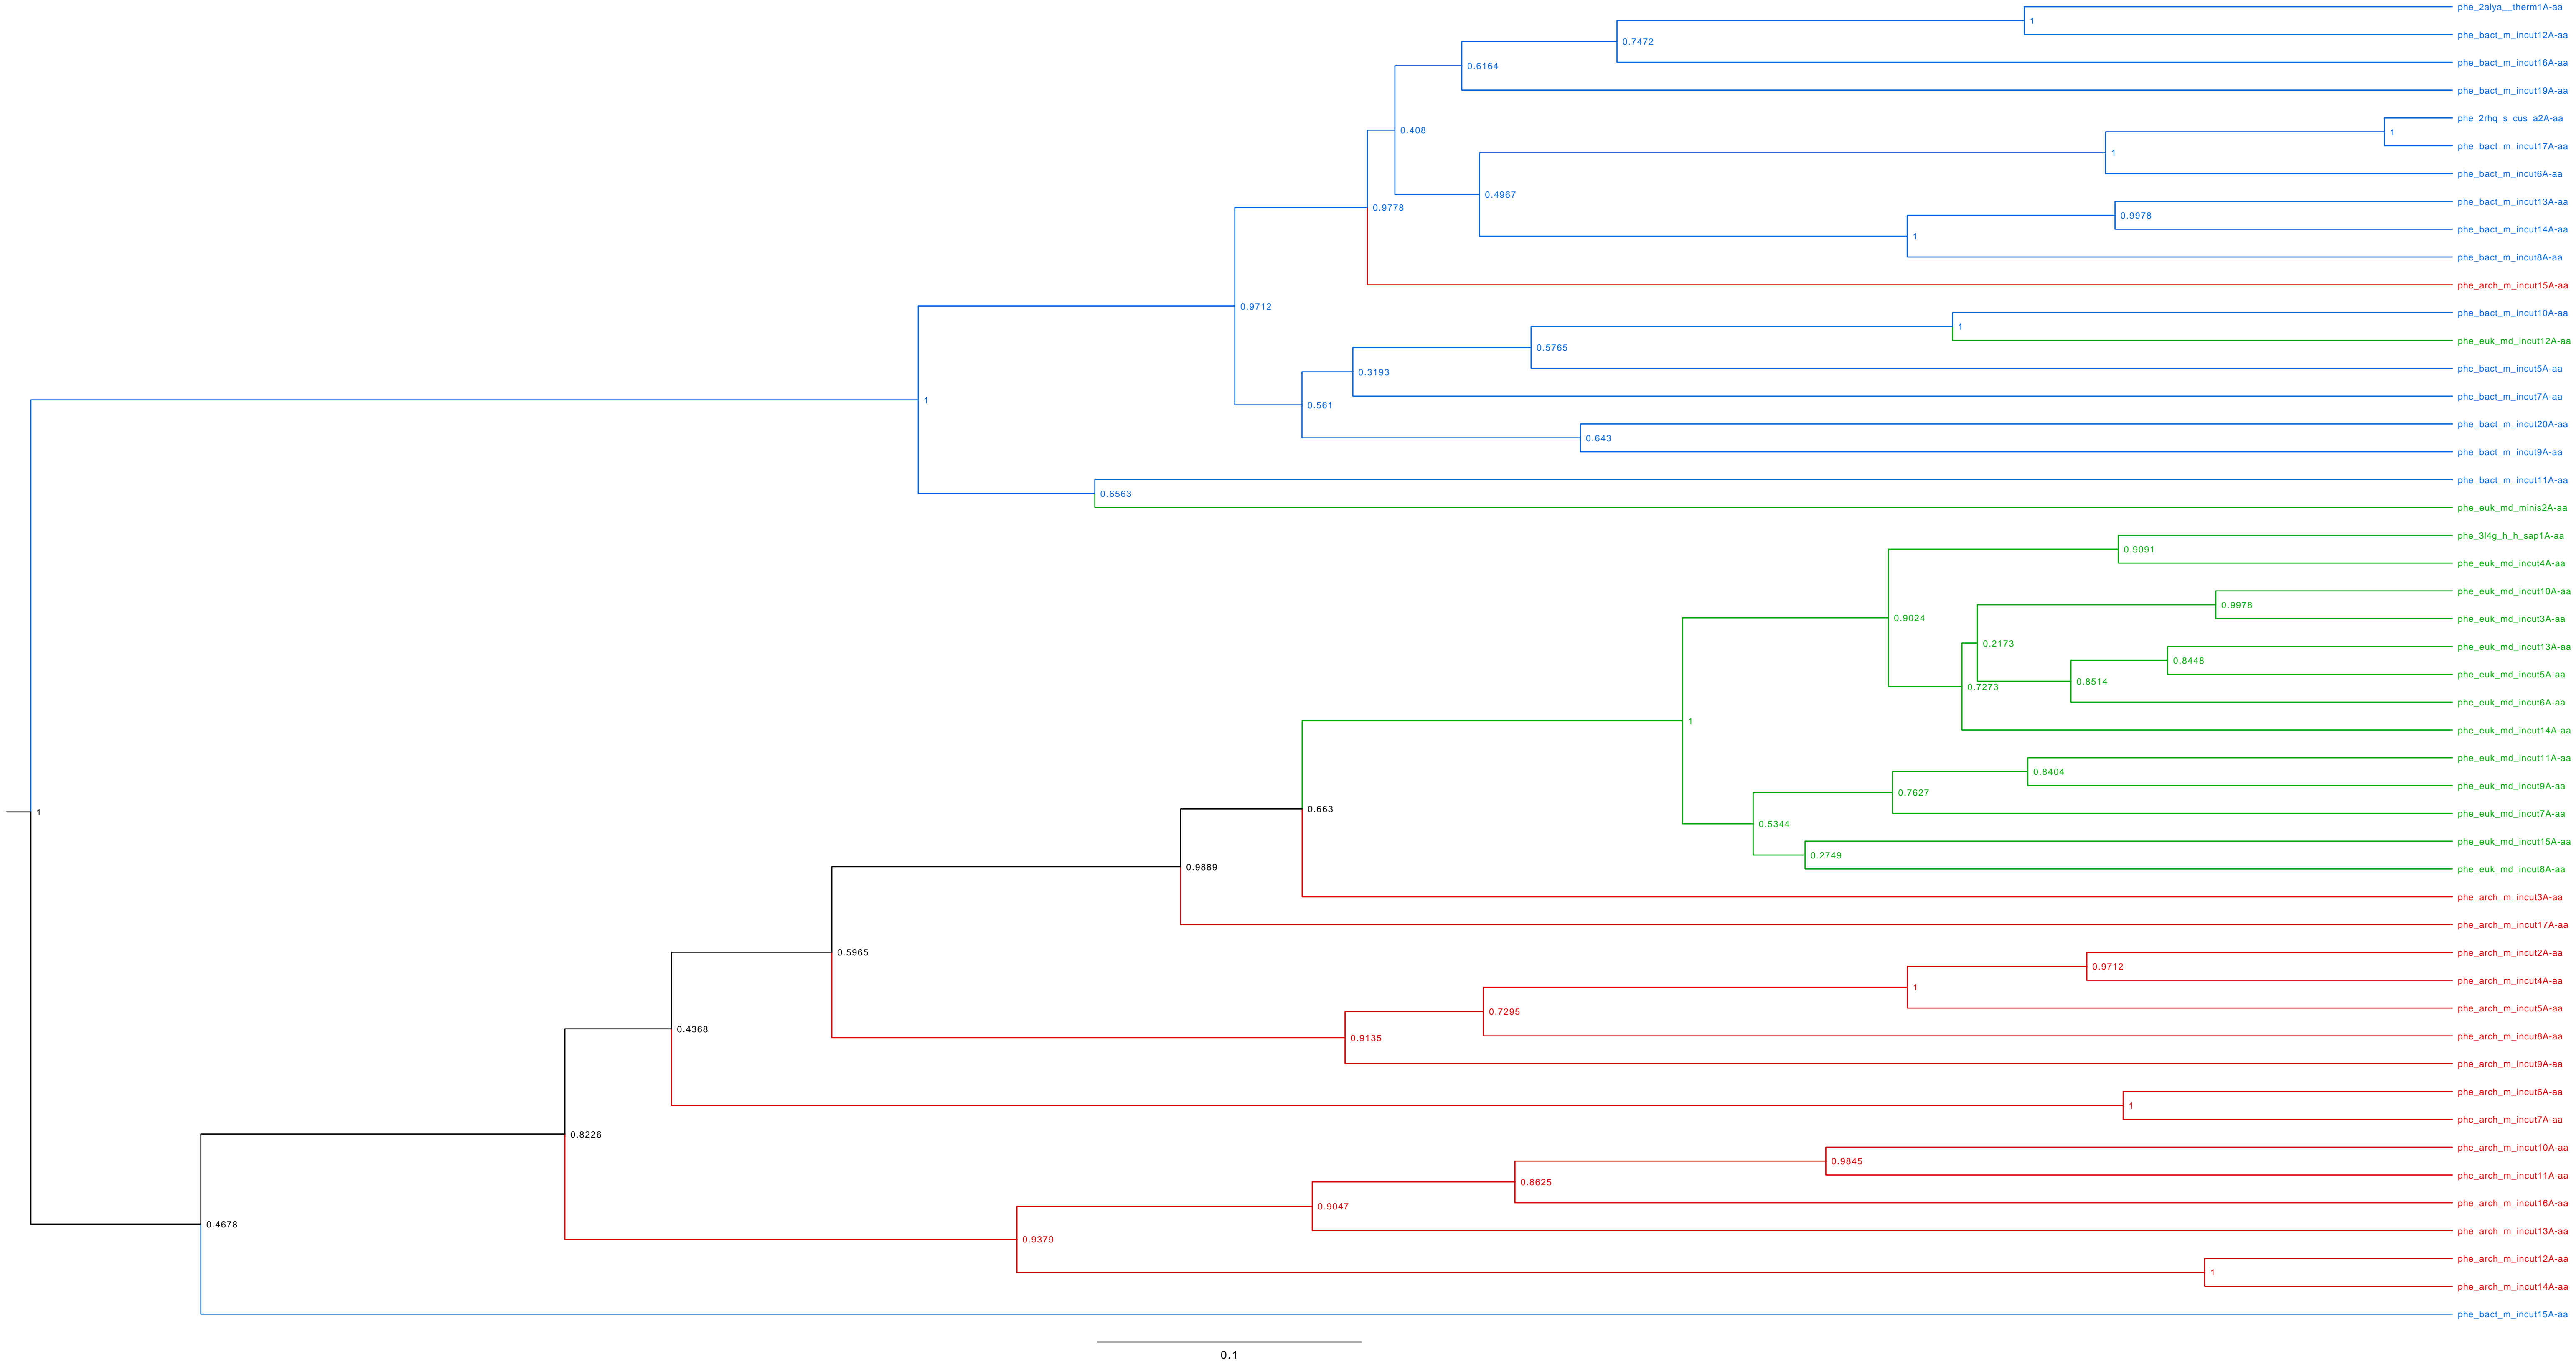 phe_2alya__therm1A-aa
1
phe_bact_m_incut12A-aa
0.7472
phe_bact_m_incut16A-aa
0.6164
phe_bact_m_incut19A-aa
phe_2rhq_s_cus_a2A-aa
0.408
1
phe_bact_m_incut17A-aa
1
phe_bact_m_incut6A-aa
0.4967
phe_bact_m_incut13A-aa
0.9778
0.9978
phe_bact_m_incut14A-aa
1
phe_bact_m_incut8A-aa
phe_arch_m_incut15A-aa
0.9712
phe_bact_m_incut10A-aa
1
phe_euk_md_incut12A-aa
0.5765
phe_bact_m_incut5A-aa
0.3193
phe_bact_m_incut7A-aa
1
0.561
phe_bact_m_incut20A-aa
0.643
phe_bact_m_incut9A-aa
phe_bact_m_incut11A-aa
0.6563
phe_euk_md_minis2A-aa
phe_3l4g_h_h_sap1A-aa
0.9091
phe_euk_md_incut4A-aa
phe_euk_md_incut10A-aa
0.9978
0.9024
phe_euk_md_incut3A-aa
0.2173
phe_euk_md_incut13A-aa
0.8448
phe_euk_md_incut5A-aa
0.8514
0.7273
phe_euk_md_incut6A-aa
1
phe_euk_md_incut14A-aa
phe_euk_md_incut11A-aa
0.8404
phe_euk_md_incut9A-aa
0.7627
1
0.663
phe_euk_md_incut7A-aa
0.5344
phe_euk_md_incut15A-aa
0.2749
0.9889
phe_euk_md_incut8A-aa
phe_arch_m_incut3A-aa
phe_arch_m_incut17A-aa
0.5965
phe_arch_m_incut2A-aa
0.9712
phe_arch_m_incut4A-aa
1
phe_arch_m_incut5A-aa
0.7295
0.4368
phe_arch_m_incut8A-aa
0.9135
phe_arch_m_incut9A-aa
phe_arch_m_incut6A-aa
1
phe_arch_m_incut7A-aa
0.8226
phe_arch_m_incut10A-aa
0.9845
phe_arch_m_incut11A-aa
0.8625
phe_arch_m_incut16A-aa
0.9047
0.4678
phe_arch_m_incut13A-aa
0.9379
phe_arch_m_incut12A-aa
1
phe_arch_m_incut14A-aa
phe_bact_m_incut15A-aa
0.1